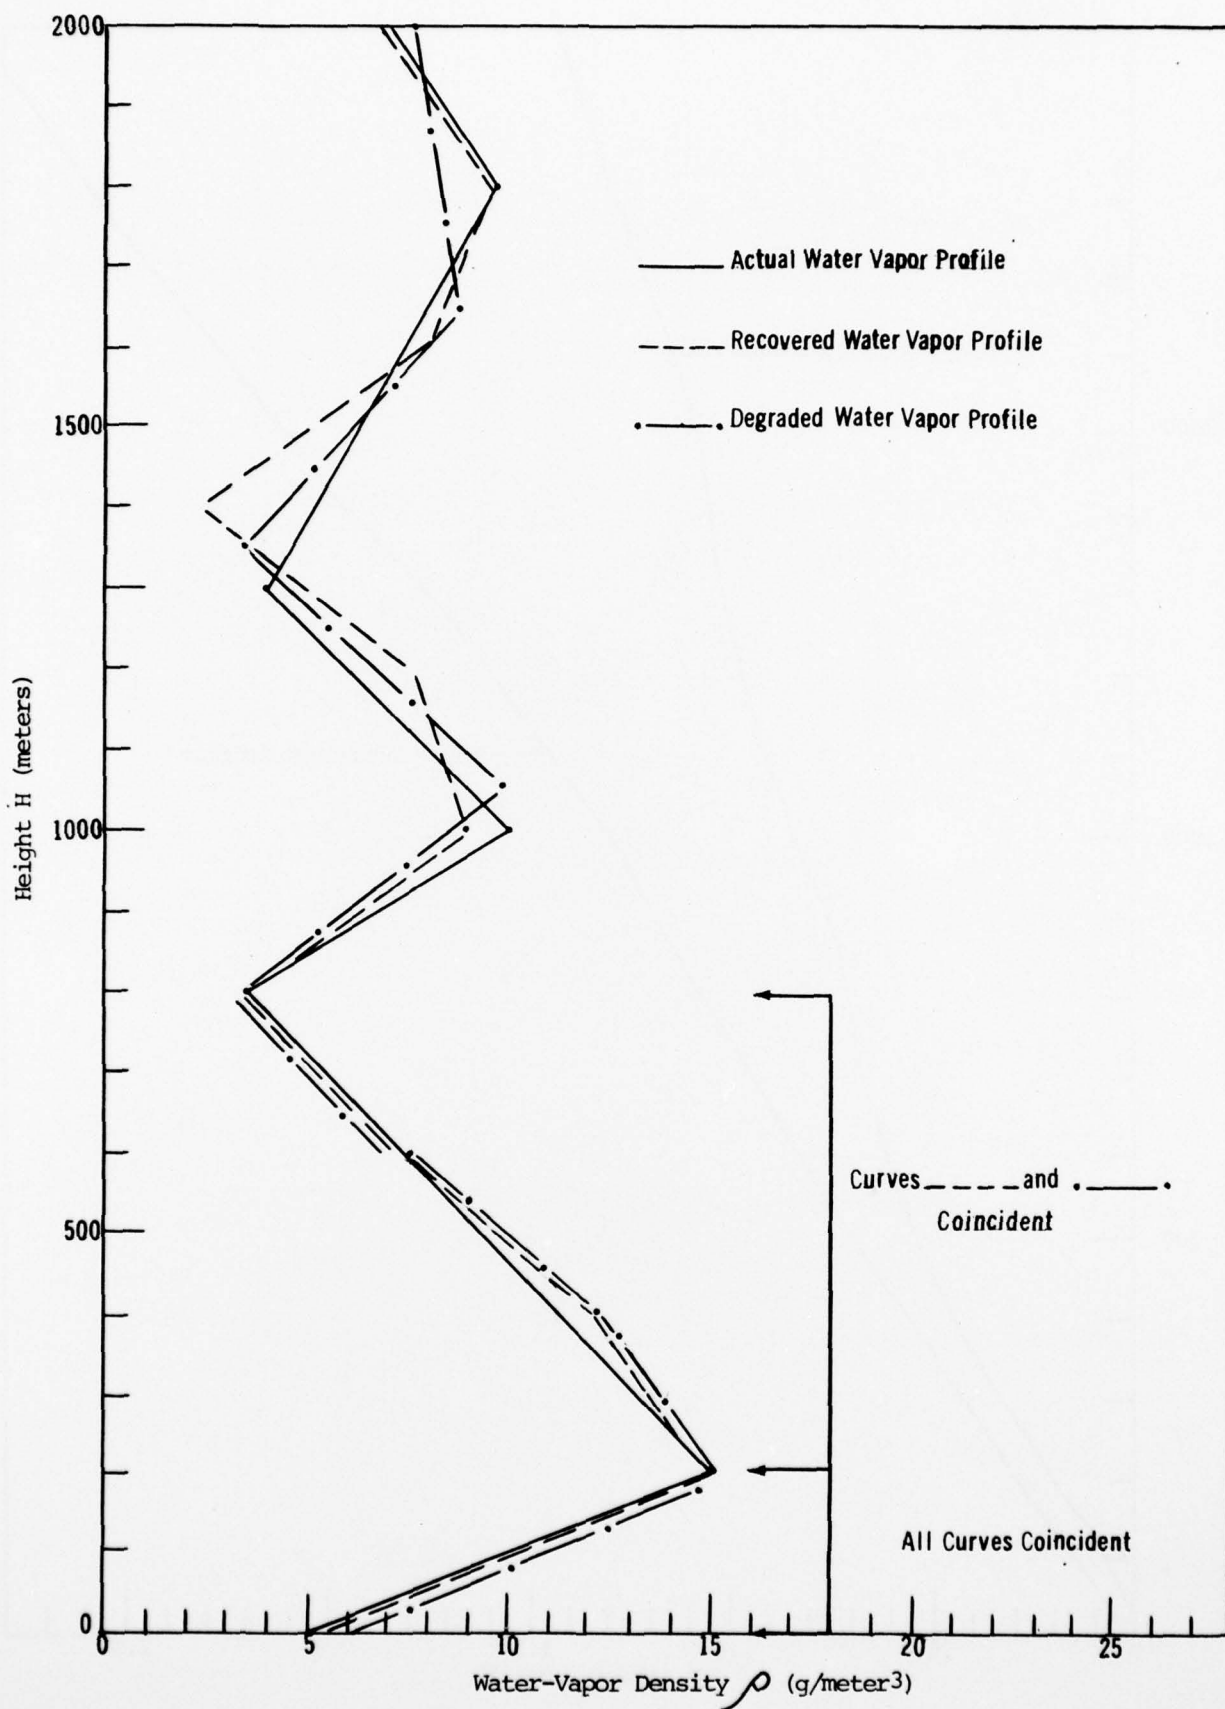 2000
Actual Water Vapor Profile
Recovered Water Vapor Profile
1500
Degraded Water Vapor Profile
Height H (meters)
1000
Curves and
Coincident
500
All Curves Coincident
0
0 5 10 15 20 25
Water-Vapor Density ρ (g/meter3)